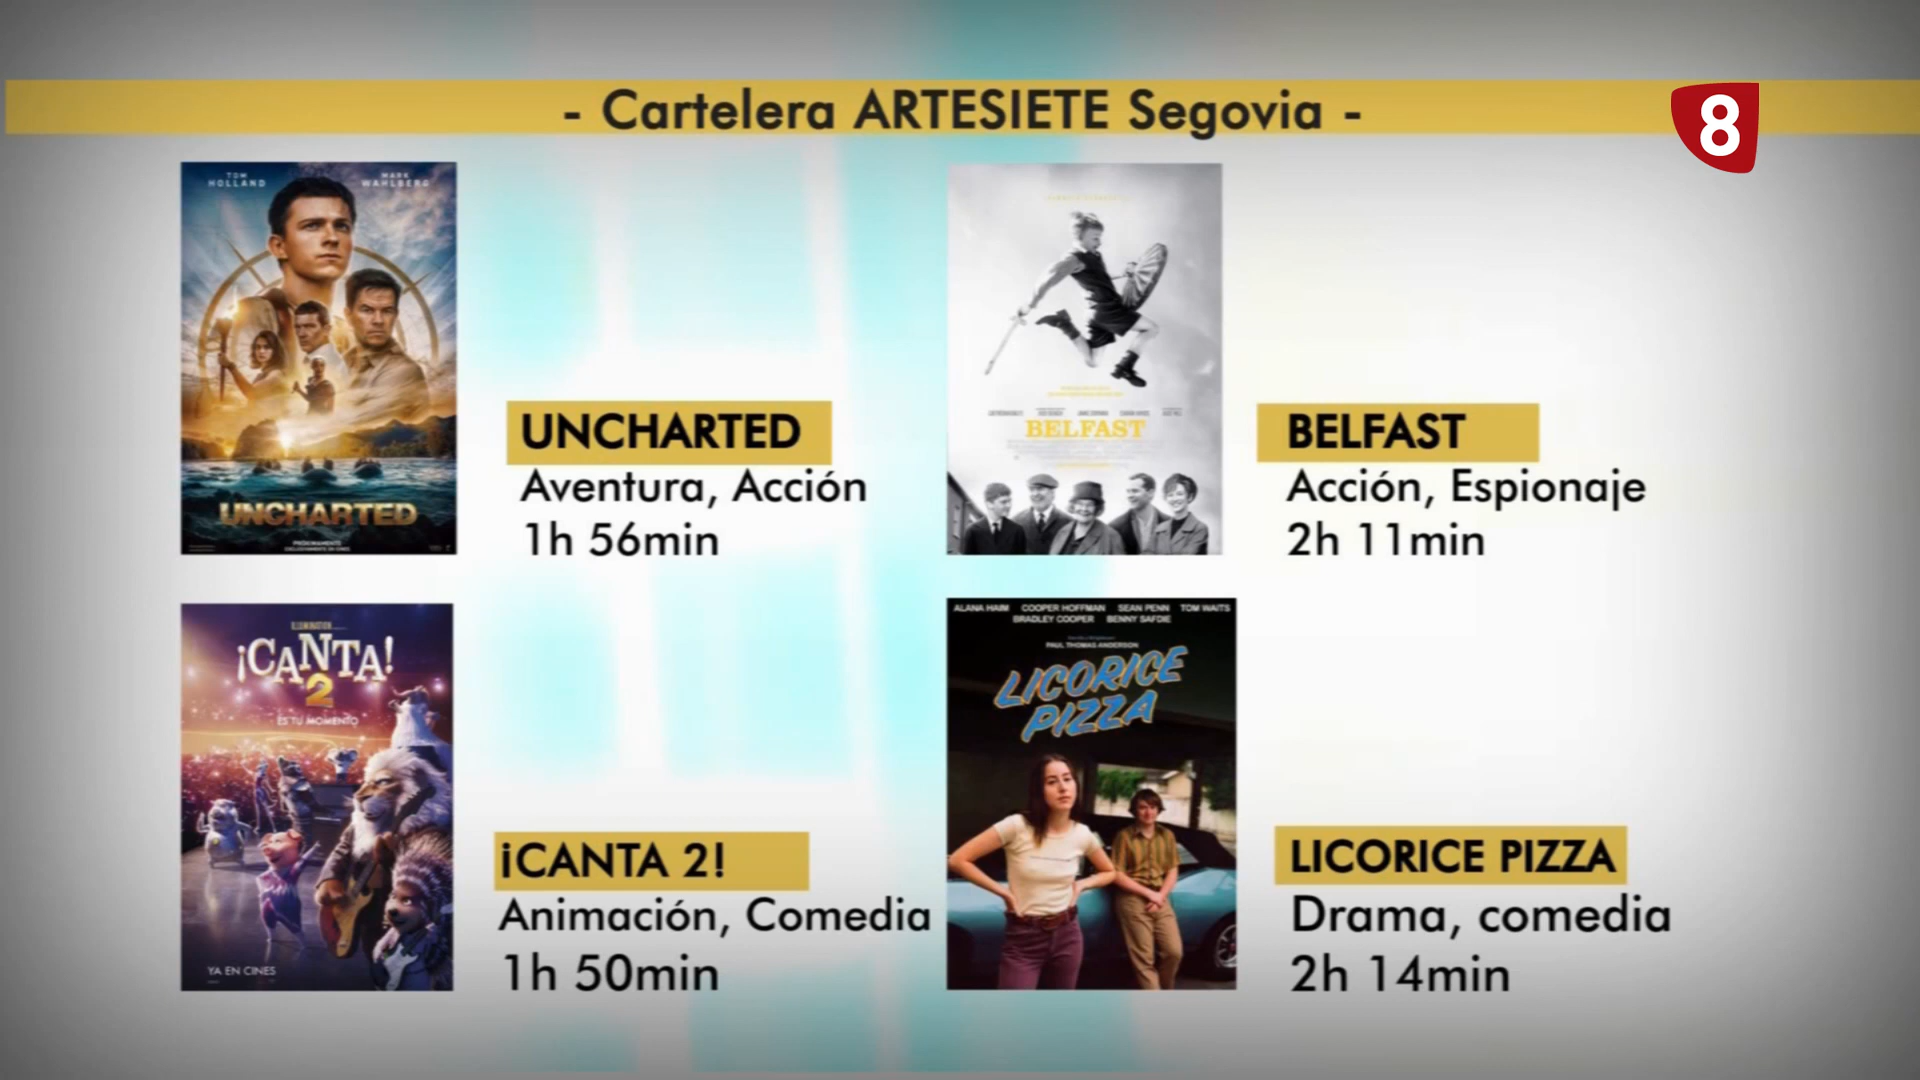 - Cartelera ARTESIETE Segovia -
8
TOM HOLLAND
MARK WAHLBERG
UNCHARTED
PRÓXIMAMENTE
UNCHARTED
Aventura, Acción
1h 56min
BELFAST
BELFAST
Acción, Espionaje
2h 11min
ILLUMINATION
¡CANTA!
2
ES TU MOMENTO
YA EN CINES
¡CANTA 2!
Animación, Comedia
1h 50min
ALANA HAIM COOPER HOFFMAN SEAN PENN TOM WAITS
BRADLEY COOPER BENNY SAFDIE
PAUL THOMAS ANDERSON
LICORICE
PIZZA
LICORICE PIZZA
Drama, comedia
2h 14min